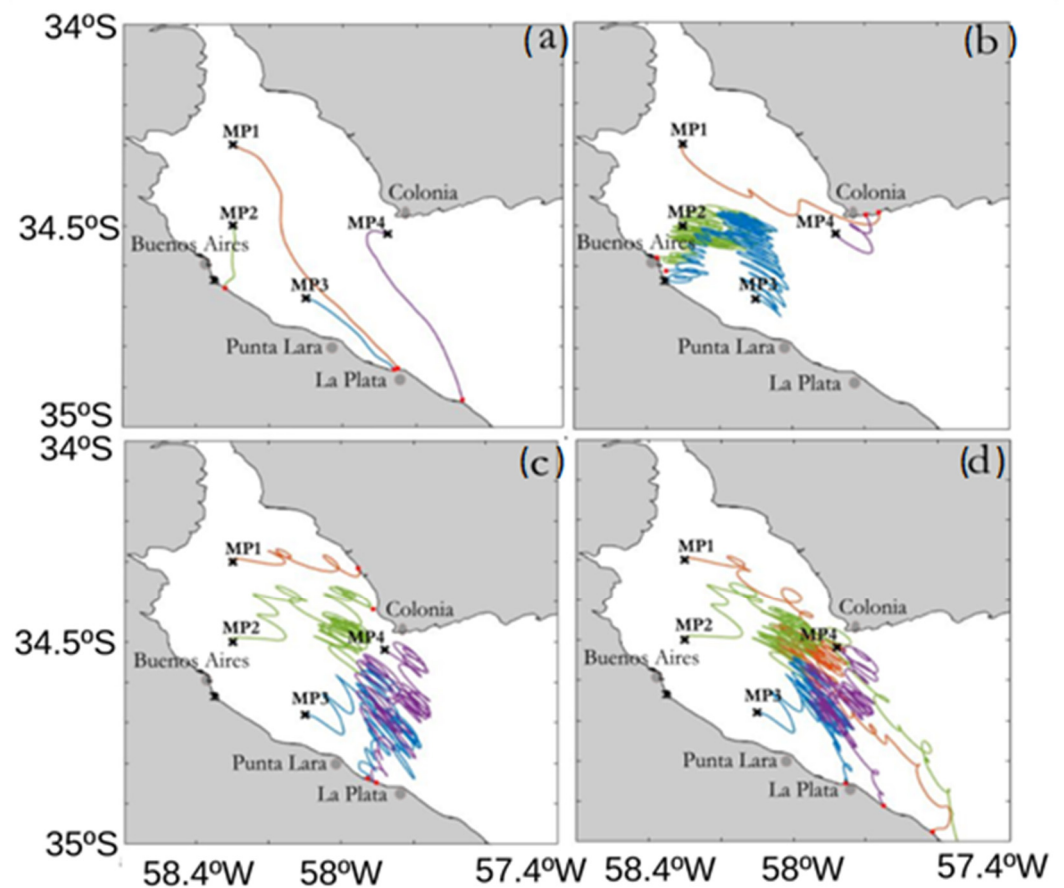 34ºS
(a)
(b)
MP1
MP1
Colonia
Colonia
MP2
MP4
MP2
MP4
34.5ºS
Buenos Aires
Buenos Aires
MP3
MP3
Punta Lara
Punta Lara
La Plata
La Plata
35ºS
34ºS
(c)
(d)
MP1
MP1
Colonia
Colonia
MP2
MP4
MP2
MP4
34.5ºS
Buenos Aires
Buenos Aires
MP3
MP3
Punta Lara
Punta Lara
La Plata
La Plata
35ºS
58.4ºW
58ºW
57.4ºW
58.4ºW
58ºW
57.4ºW